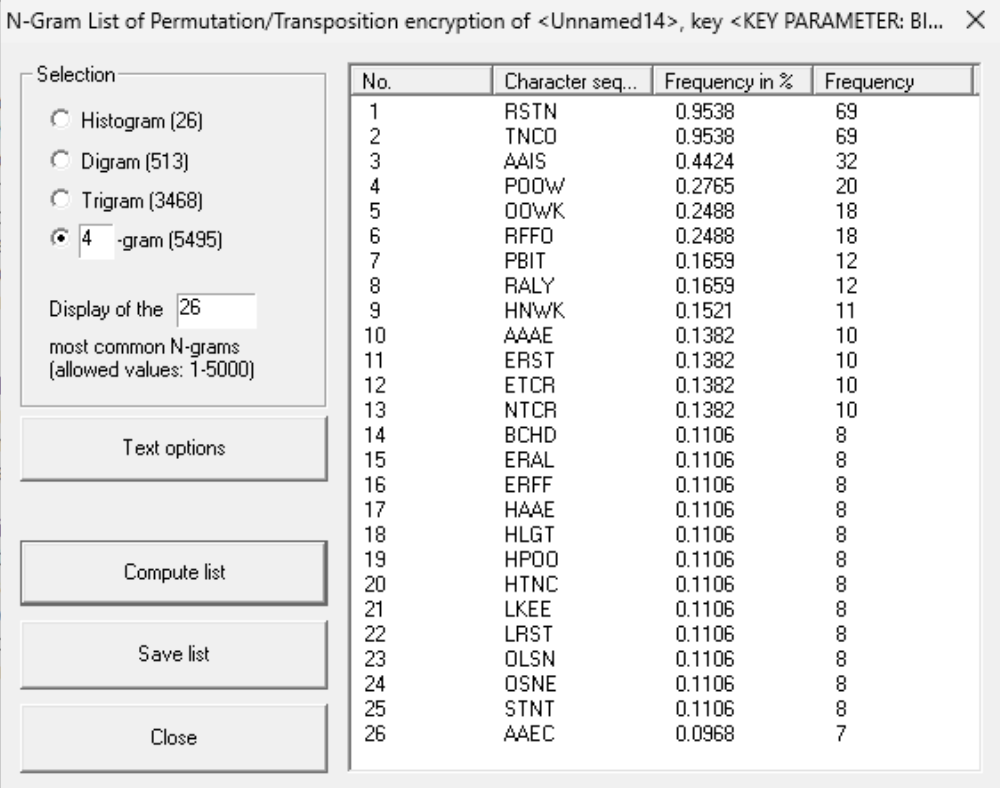 N-Gram List of Permutation/Transposition encryption of <Unnamed14>, key <KEY PARAMETER: BI...
Selection
Histogram (26)
Digram (513)
Trigram (3468)
4 -gram (5495)
Display of the 26
most common N-grams
(allowed values: 1-5000)
Text options
Compute list
Save list
Close
No. Character seq... Frequency in % Frequency
1 RSTN 0.9538 69
2 TNCO 0.9538 69
3 AAIS 0.4424 32
4 POOW 0.2765 20
5 OOWK 0.2488 18
6 RFFO 0.2488 18
7 PBIT 0.1659 12
8 RALY 0.1659 12
9 HNWK 0.1521 11
10 AAAE 0.1382 10
11 ERST 0.1382 10
12 ETCR 0.1382 10
13 NTCR 0.1382 10
14 BCHD 0.1106 8
15 ERAL 0.1106 8
16 ERFF 0.1106 8
17 HAAE 0.1106 8
18 HLGT 0.1106 8
19 HPOO 0.1106 8
20 HTNC 0.1106 8
21 LKEE 0.1106 8
22 LRST 0.1106 8
23 OLSN 0.1106 8
24 OSNE 0.1106 8
25 STNT 0.1106 8
26 AAEC 0.0968 7